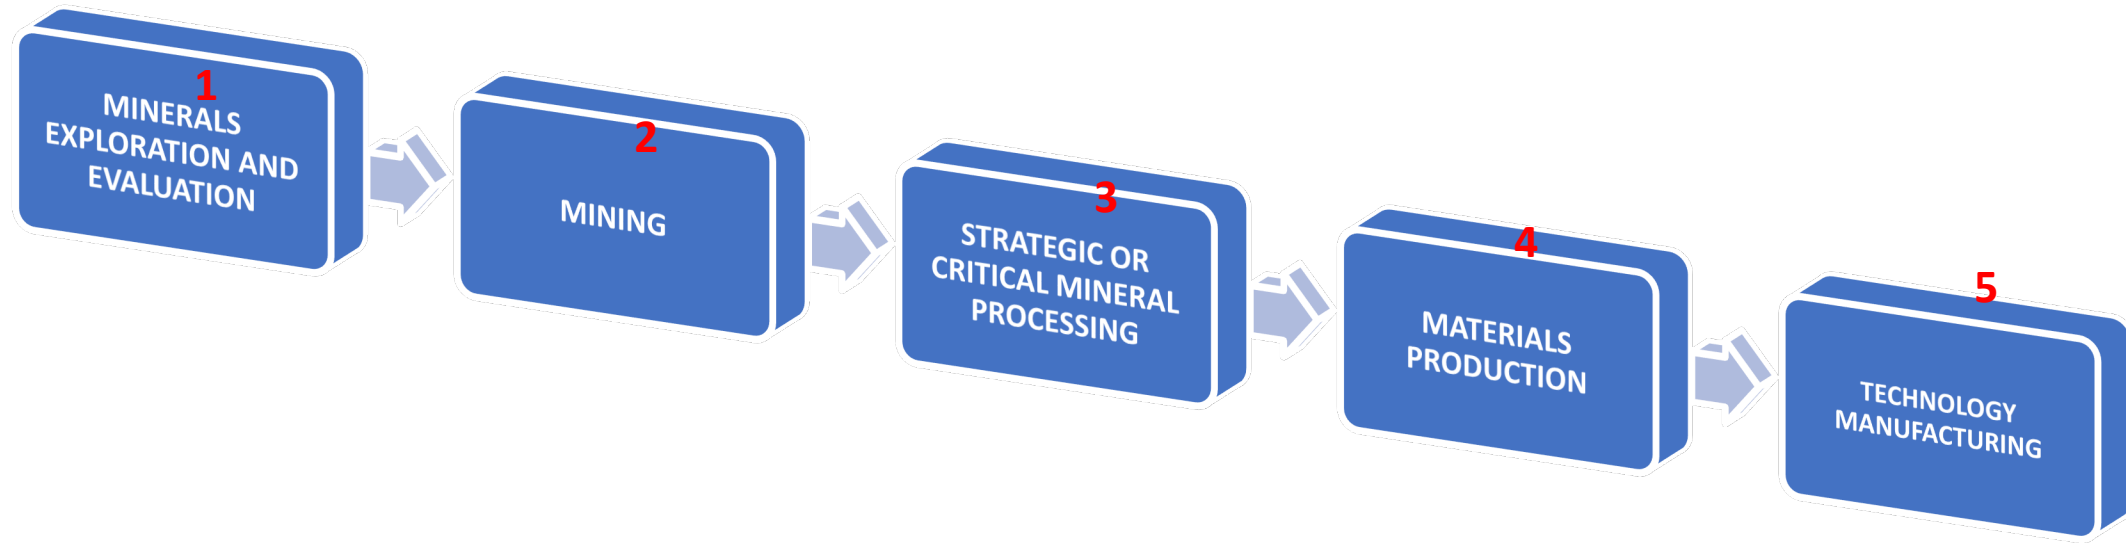 1
MINERALS
EXPLORATION AND
EVALUATION
2
MINING
3
STRATEGIC OR
CRITICAL MINERAL
PROCESSING
4
MATERIALS
PRODUCTION
5
TECHNOLOGY
MANUFACTURING